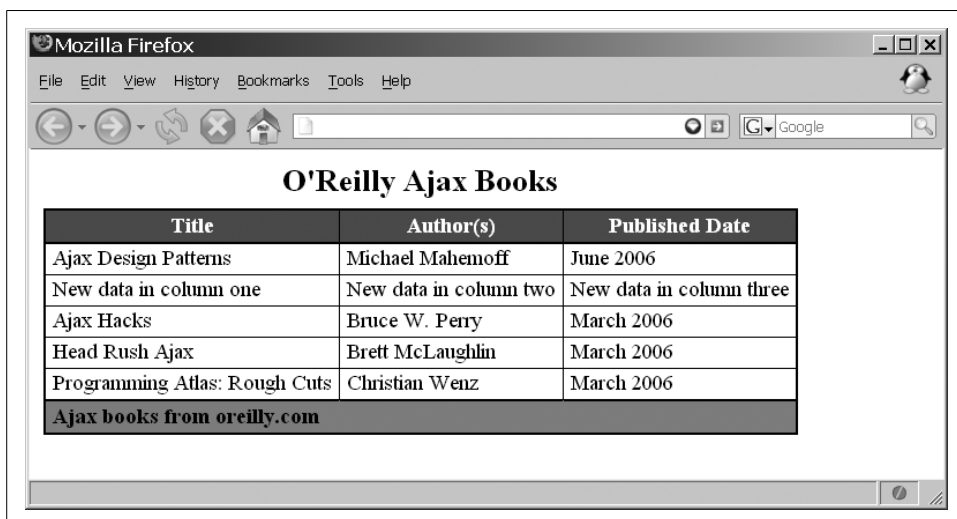 Mozilla Firefox
File Edit View History Bookmarks Tools Help
G Google
O'Reilly Ajax Books
Title Author(s) Published Date
Ajax Design Patterns Michael Mahemoff June 2006
New data in column one New data in column two New data in column three
Ajax Hacks Bruce W. Perry March 2006
Head Rush Ajax Brett McLaughlin March 2006
Programming Atlas: Rough Cuts Christian Wenz March 2006
Ajax books from oreilly.com